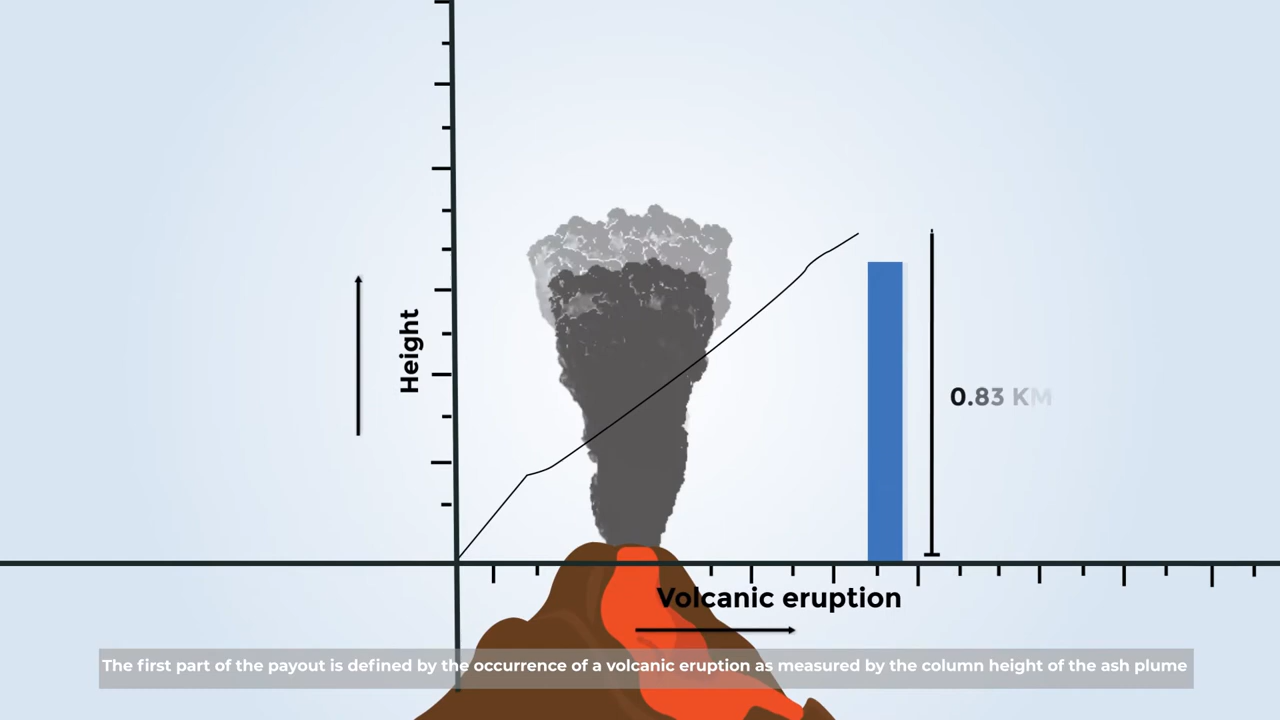 Height
0.83 KM
Volcanic eruption
The first part of the payout is defined by the occurrence of a volcanic eruption as measured by the column height of the ash plume